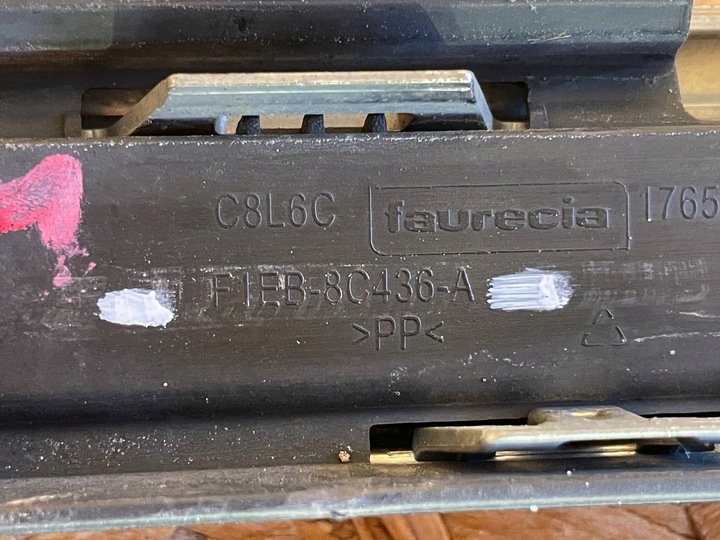 C8L6C faurecia 1765
F1EB-8C436-A
>PP<